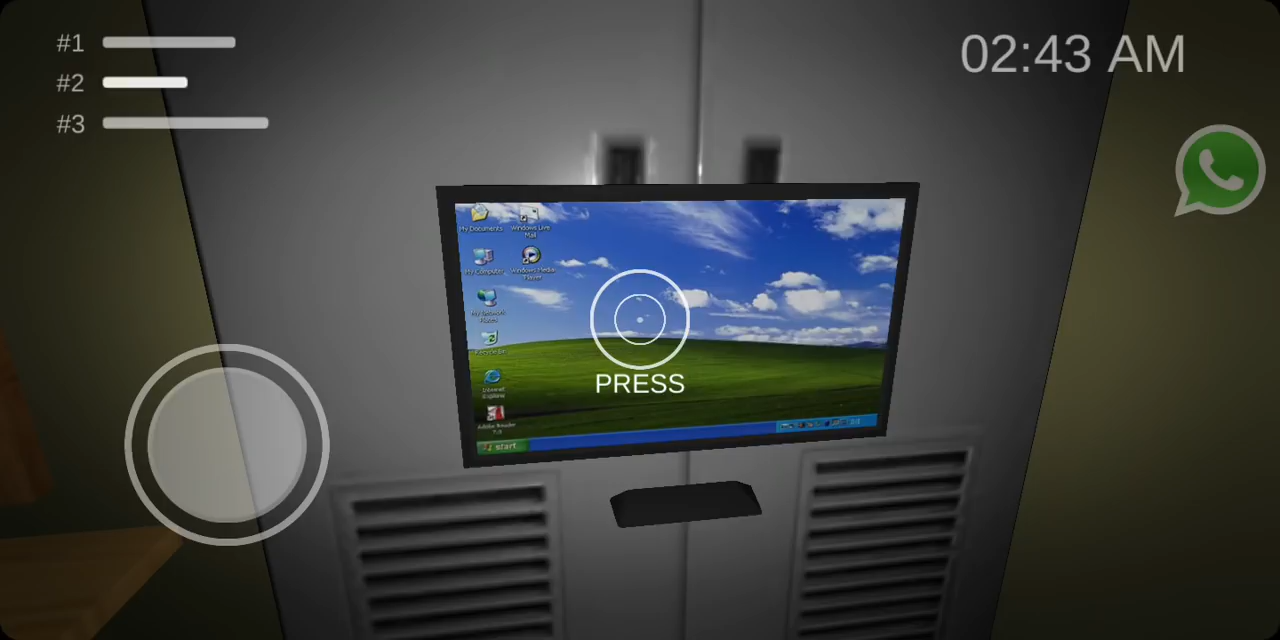 #1
02:43 AM
#2
#3
My Documents
Windows Live
Mail
My Computer
Windows Media
Player
My Network
Places
Recycle Bin
PRESS
Internet
Explorer
Adobe Reader
7.0
start